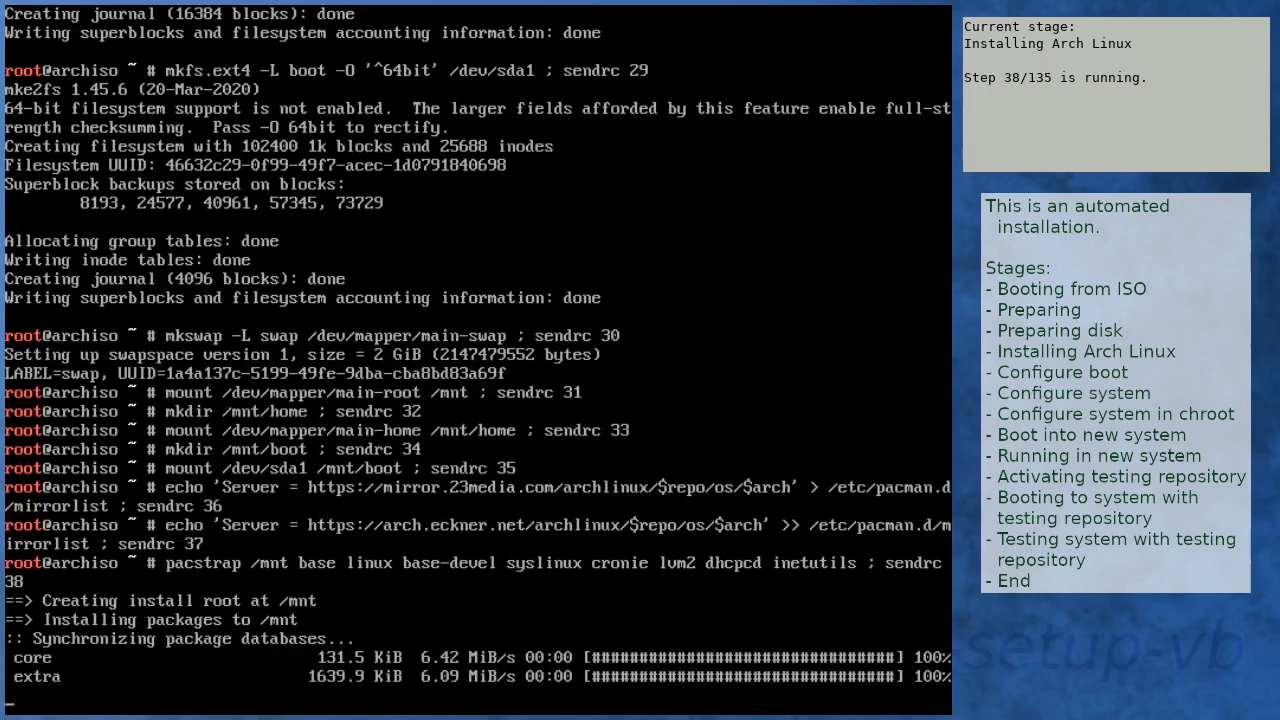 Creating journal (16384 blocks): done
Writing superblocks and filesystem accounting information: done
root@archiso ~ # mkfs.ext4 -L boot -O '^64bit' /dev/sda1 ; sendrc 29
mke2fs 1.45.6 (20-Mar-2020)
64-bit filesystem support is not enabled.  The larger fields afforded by this feature enable full-st
rength checksumming.  Pass -O 64bit to rectify.
Creating filesystem with 102400 1k blocks and 25688 inodes
Filesystem UUID: 46632c29-0f99-49f7-acec-1d0791840698
Superblock backups stored on blocks:
8193, 24577, 40961, 57345, 73729
Allocating group tables: done
Writing inode tables: done
Creating journal (4096 blocks): done
Writing superblocks and filesystem accounting information: done
root@archiso ~ # mkswap -L swap /dev/mapper/main-swap ; sendrc 30
Setting up swapspace version 1, size = 2 GiB (2147479552 bytes)
LABEL=swap, UUID=1a4a137c-5199-49fe-9dba-cba8bd83a69f
root@archiso ~ # mount /dev/mapper/main-root /mnt ; sendrc 31
root@archiso ~ # mkdir /mnt/home ; sendrc 32
root@archiso ~ # mount /dev/mapper/main-home /mnt/home ; sendrc 33
root@archiso ~ # mkdir /mnt/boot ; sendrc 34
root@archiso ~ # mount /dev/sda1 /mnt/boot ; sendrc 35
root@archiso ~ # echo 'Server = https://mirror.23media.com/archlinux/$repo/os/$arch' > /etc/pacman.d
/mirrorlist ; sendrc 36
root@archiso ~ # echo 'Server = https://arch.eckner.net/archlinux/$repo/os/$arch' >> /etc/pacman.d/m
irrorlist ; sendrc 37
root@archiso ~ # pacstrap /mnt base linux base-devel syslinux cronie lvm2 dhcpcd inetutils ; sendrc
38
==> Creating install root at /mnt
==> Installing packages to /mnt
:: Synchronizing package databases...
core 131.5 KiB  6.42 MiB/s 00:00 [################################] 100%
extra 1639.9 KiB  6.09 MiB/s 00:00 [################################] 100%
Current stage:
Installing Arch Linux
Step 38/135 is running.
This is an automated
installation.
Stages:
- Booting from ISO
- Preparing
- Preparing disk
- Installing Arch Linux
- Configure boot
- Configure system
- Configure system in chroot
- Boot into new system
- Running in new system
- Activating testing repository
- Booting to system with
testing repository
- Testing system with testing
repository
- End
setup-vb